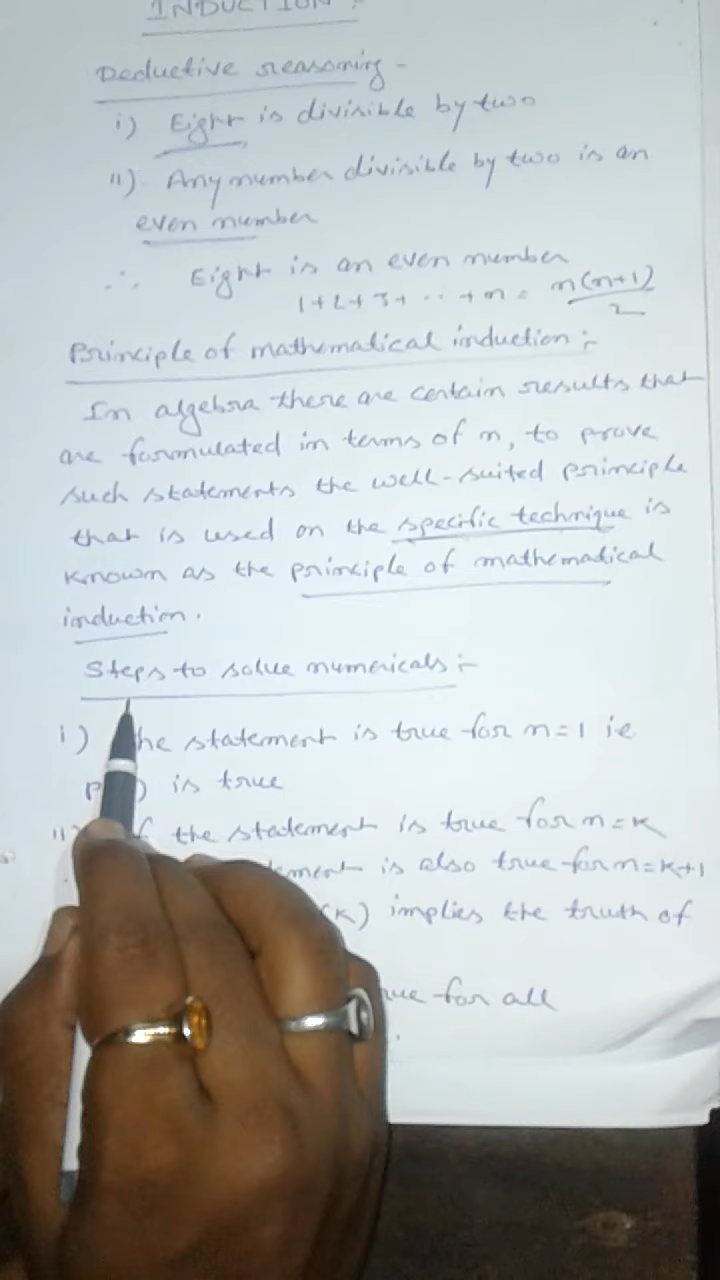 INDUCTION :-
Deductive reasoning -
i) Eight is divisible by two
ii) Any number divisible by two is an
even number
∴ Eight is an even number
1+2+3+ ... +n = n(n+1)/2
Principle of mathematical induction :-
In algebra there are certain results that
are formulated in terms of n, to prove
such statements the well-suited principle
that is used on the specific technique is
known as the principle of mathematical
induction.
Steps to solve numericals :-
i) The statement is true for n=1 ie
is true
ii) If the statement is true for n=k
is also true for n=k+1
(k) implies the truth of
for all